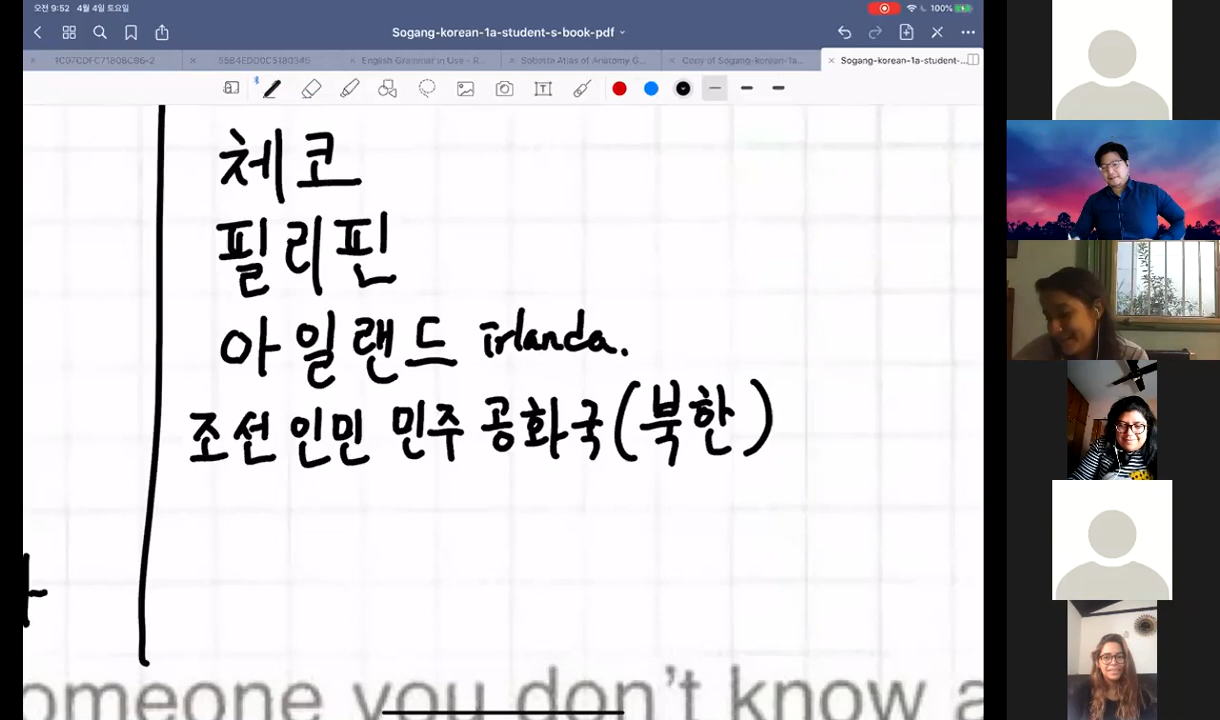 오전 9:52 4월 4일 토요일
100%
Sogang-korean-1a-student-s-book-pdf
English Grammar in Use - R...
Sobotta Atlas of Anatomy G...
Copy of Sogang-korean-1a...
Sogang-korean-1a-student-...
체코
필리핀
아일랜드 irlanda.
조선 인민 민주 공화국 (북한)
omeone you don't know a